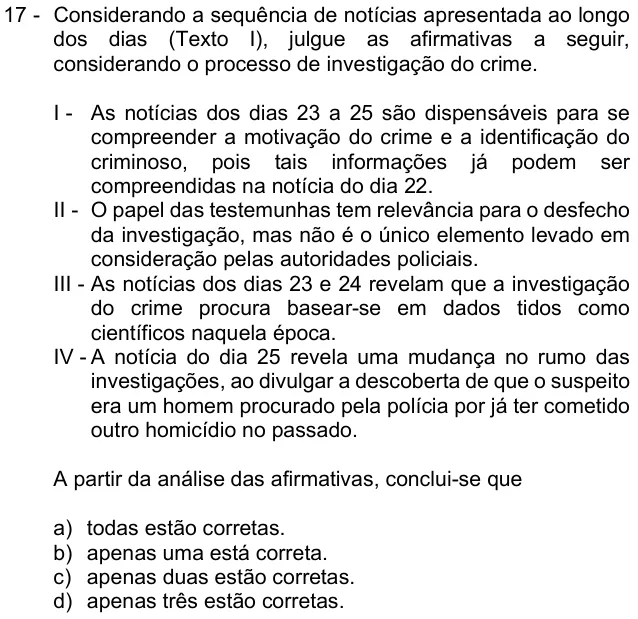 17 - Considerando a sequência de notícias apresentada ao longo
dos dias (Texto I), julgue as afirmativas a seguir,
considerando o processo de investigação do crime.
I - As notícias dos dias 23 a 25 são dispensáveis para se
compreender a motivação do crime e a identificação do
criminoso, pois tais informações já podem ser
compreendidas na notícia do dia 22.
II - O papel das testemunhas tem relevância para o desfecho
da investigação, mas não é o único elemento levado em
consideração pelas autoridades policiais.
III - As notícias dos dias 23 e 24 revelam que a investigação
do crime procura basear-se em dados tidos como
científicos naquela época.
IV - A notícia do dia 25 revela uma mudança no rumo das
investigações, ao divulgar a descoberta de que o suspeito
era um homem procurado pela polícia por já ter cometido
outro homicídio no passado.
A partir da análise das afirmativas, conclui-se que
a) todas estão corretas.
b) apenas uma está correta.
c) apenas duas estão corretas.
d) apenas três estão corretas.